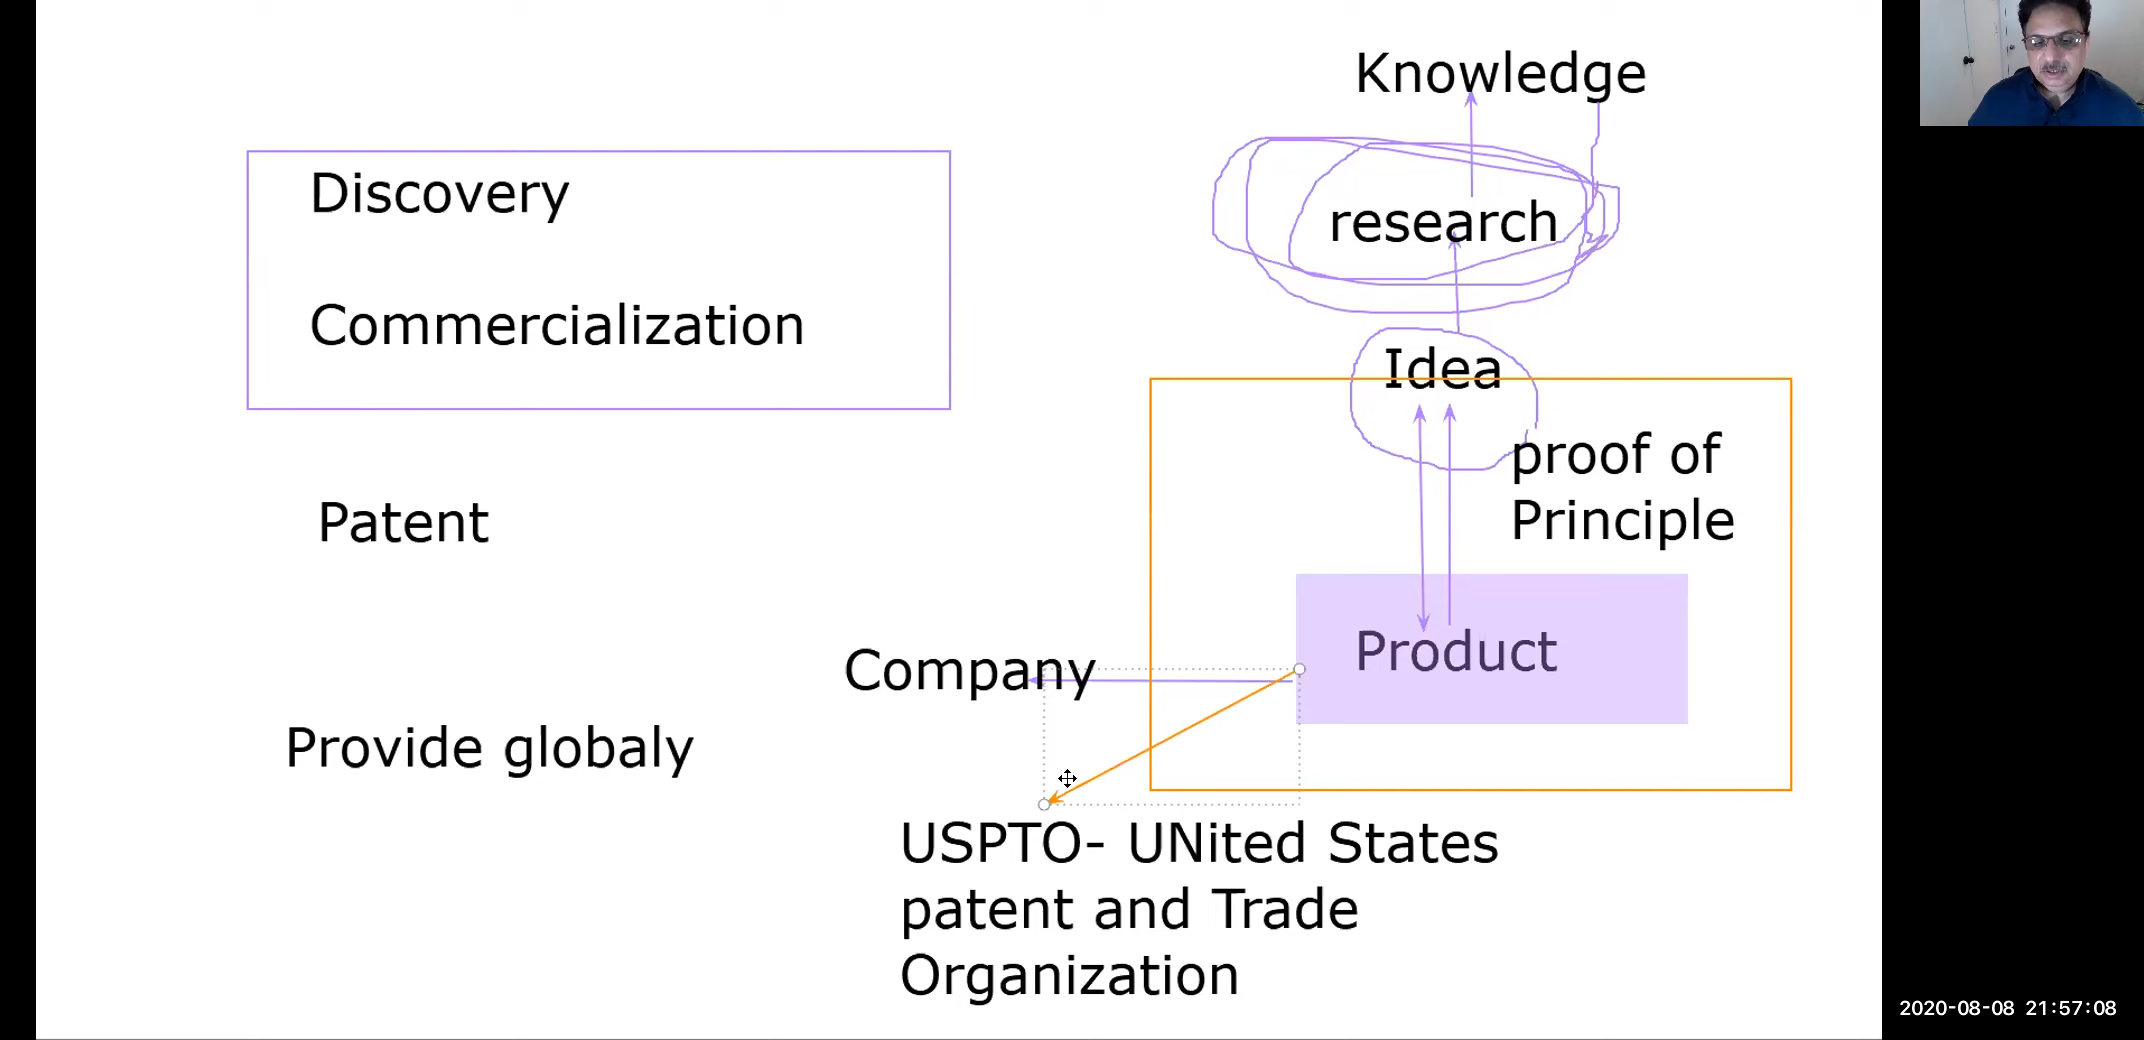 Knowledge
Discovery
research
Commercialization
Idea
proof of
Principle
Patent
Product
Company
Provide globaly
USPTO- UNited States
patent and Trade
Organization
2020-08-08 21:57:08